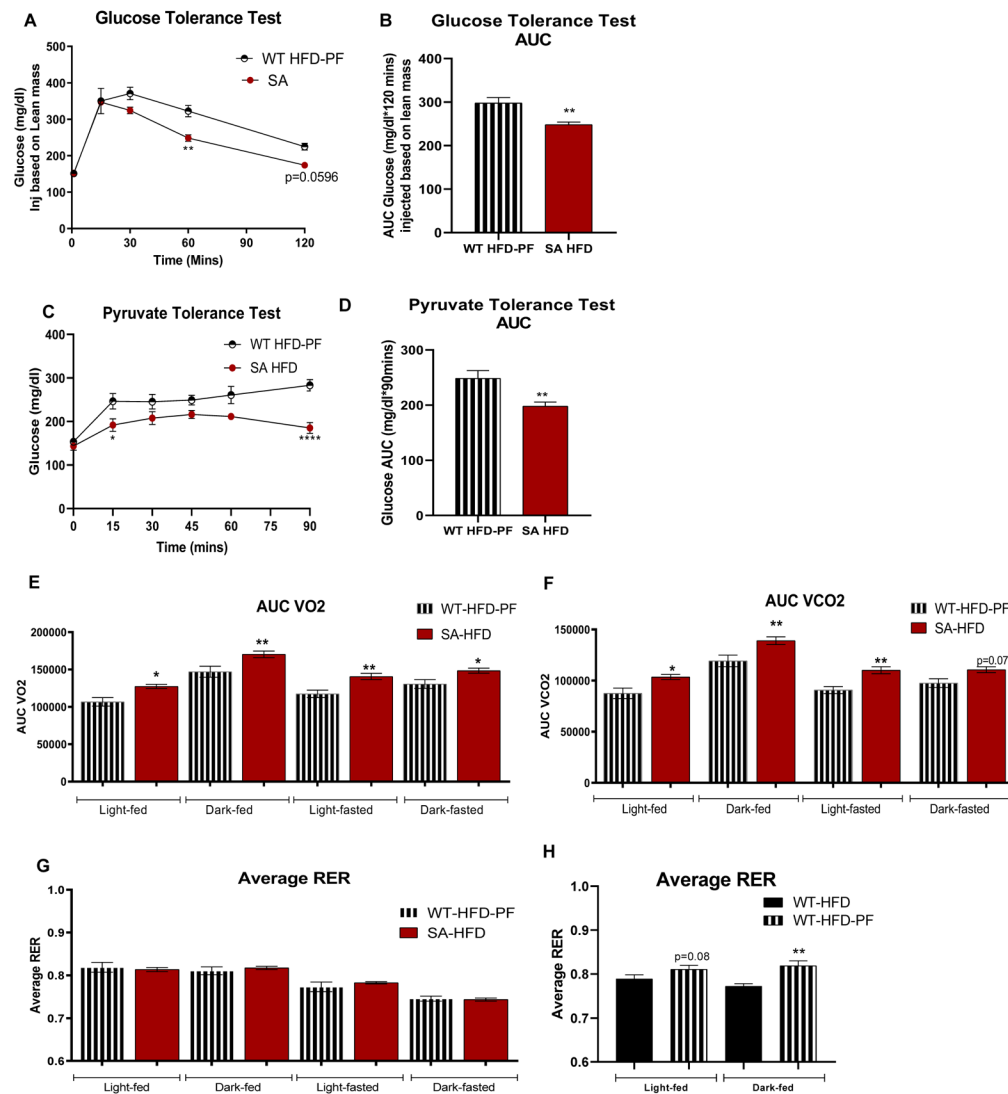 A
Glucose Tolerance Test
WT HFD-PF
SA
Glucose (mg/dl)
Inj based on Lean mass
500
400
300
200
100
0
**
p=0.0596
0
30
60
90
120
Time (Mins)
B
Glucose Tolerance Test
AUC
AUC Glucose (mg/dl*120 mins)
injected based on lean mass
400
300
200
100
0
**
WT HFD-PF
SA HFD
C
Pyruvate Tolerance Test
WT HFD-PF
SA HFD
Glucose (mg/dl)
400
300
200
100
0
*
****
0
15
30
45
60
75
90
Time (mins)
D
Pyruvate Tolerance Test
AUC
Glucose AUC (mg/dl*90mins)
300
200
100
0
**
WT HFD-PF
SA HFD
E
AUC VO2
WT-HFD-PF
SA-HFD
AUC VO2
200000
150000
100000
50000
0
*
**
**
*
Light-fed
Dark-fed
Light-fasted
Dark-fasted
F
AUC VCO2
WT-HFD-PF
SA-HFD
AUC VCO2
150000
100000
50000
0
*
**
**
p=0.07
Light-fed
Dark-fed
Light-fasted
Dark-fasted
G
Average RER
WT-HFD-PF
SA-HFD
Average RER
1.0
0.9
0.8
0.7
0.6
Light-fed
Dark-fed
Light-fasted
Dark-fasted
H
Average RER
WT-HFD
WT-HFD-PF
Average RER
1.0
0.9
0.8
0.7
0.6
p=0.08
**
Light-fed
Dark-fed